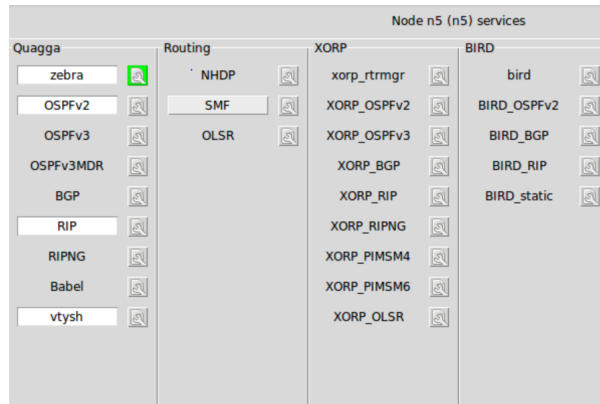 Node n5 (n5) services
Quagga
zebra
OSPFv2
OSPFv3
OSPFv3MDR
BGP
RIP
RIPNG
Babel
vtysh
Routing
NHDP
SMF
OLSR
XORP
xorp_rtrmgr
XORP_OSPFv2
XORP_OSPFv3
XORP_BGP
XORP_RIP
XORP_RIPNG
XORP_PIMSM4
XORP_PIMSM6
XORP_OLSR
BIRD
bird
BIRD_OSPFv2
BIRD_BGP
BIRD_RIP
BIRD_static